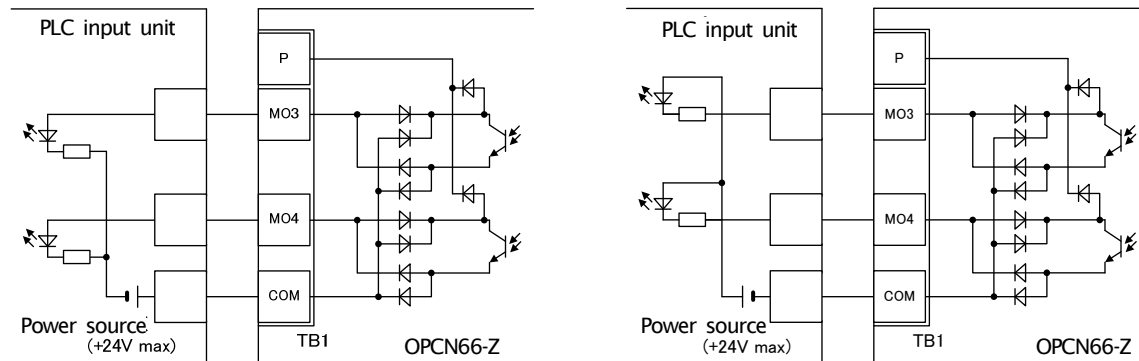 PLC input unit
P
MO3
MO4
COM
Power source
(+24V max)
TB1
OPCN66-Z
PLC input unit
P
MO3
MO4
COM
Power source
(+24V max)
TB1
OPCN66-Z